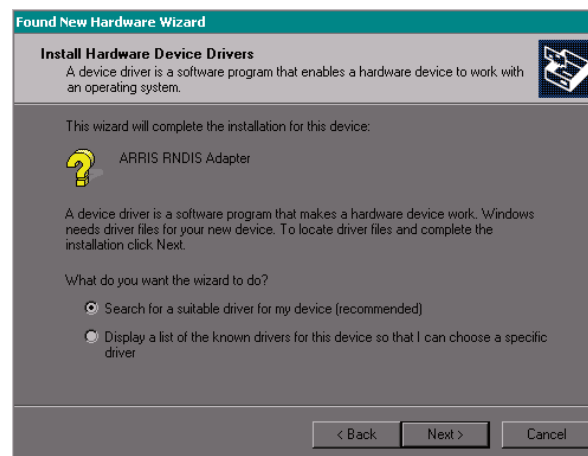 Found New Hardware Wizard
Install Hardware Device Drivers
A device driver is a software program that enables a hardware device to work with
an operating system.
This wizard will complete the installation for this device:
ARRIS RNDIS Adapter
A device driver is a software program that makes a hardware device work. Windows
needs driver files for your new device. To locate driver files and complete the
installation click Next.
What do you want the wizard to do?
Search for a suitable driver for my device (recommended)
Display a list of the known drivers for this device so that I can choose a specific
driver
< Back Next > Cancel